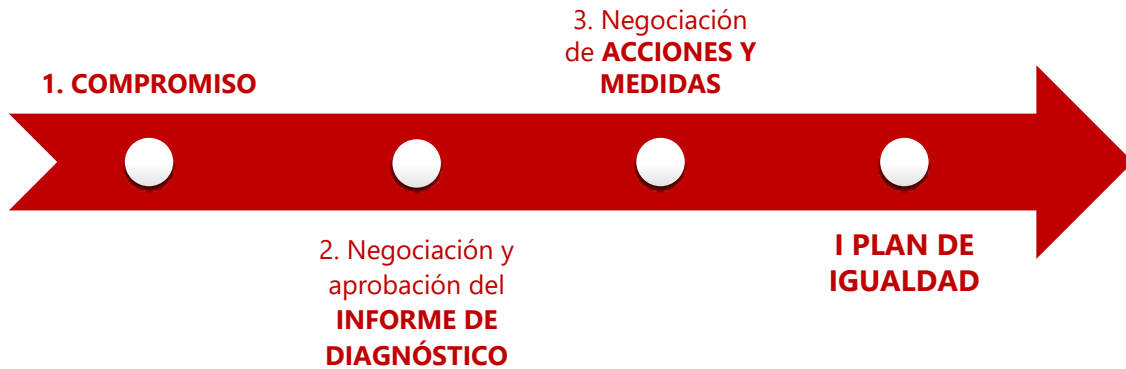 1. COMPROMISO
2. Negociación y
aprobación del
INFORME DE
DIAGNÓSTICO
3. Negociación
de ACCIONES Y
MEDIDAS
I PLAN DE
IGUALDAD